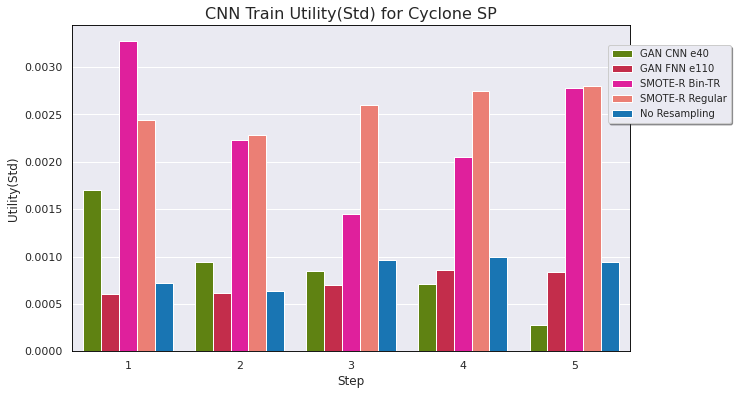 CNN Train Utility(Std) for Cyclone SP
GAN CNN e40
GAN FNN e110
SMOTE-R Bin-TR
SMOTE-R Regular
No Resampling
Utility(Std)
0.0030
0.0025
0.0020
0.0015
0.0010
0.0005
0.0000
1 2 3 4 5
Step